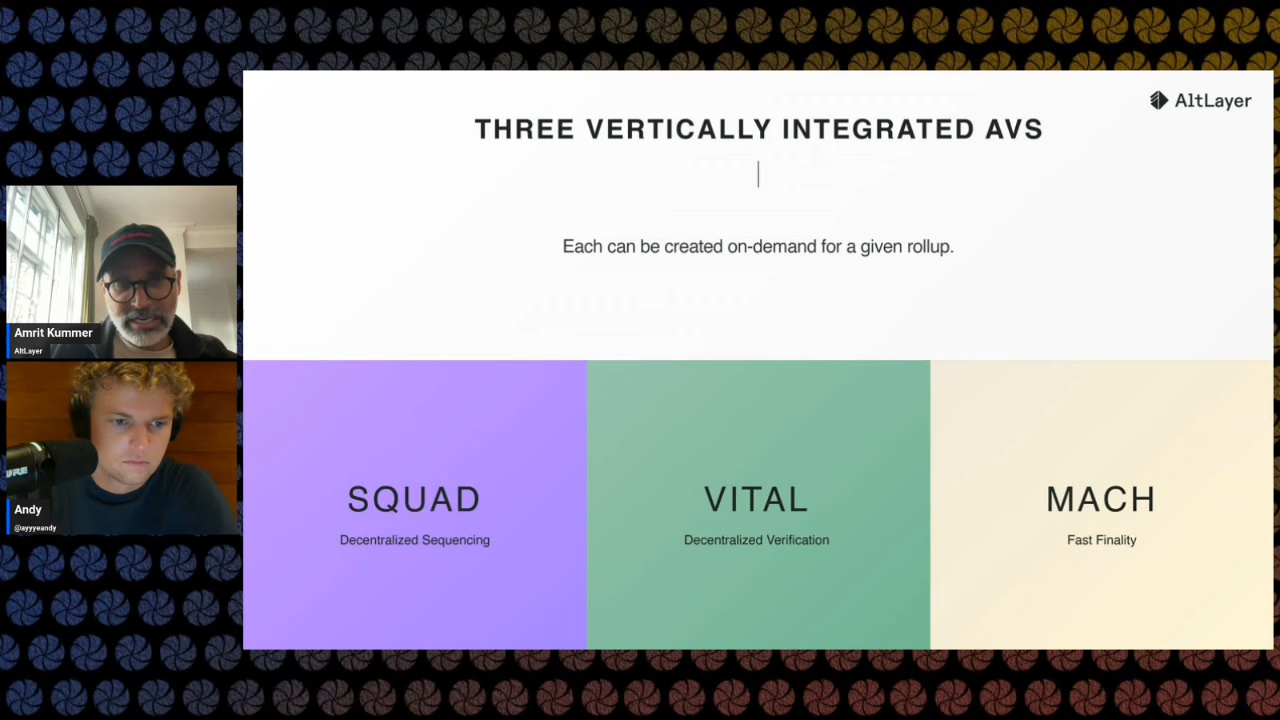 AltLayer
THREE VERTICALLY INTEGRATED AVS
Each can be created on-demand for a given rollup.
SQUAD
Decentralized Sequencing
VITAL
Decentralized Verification
MACH
Fast Finality
Amrit Kummer
AltLayer
Andy
@ayyyeandy